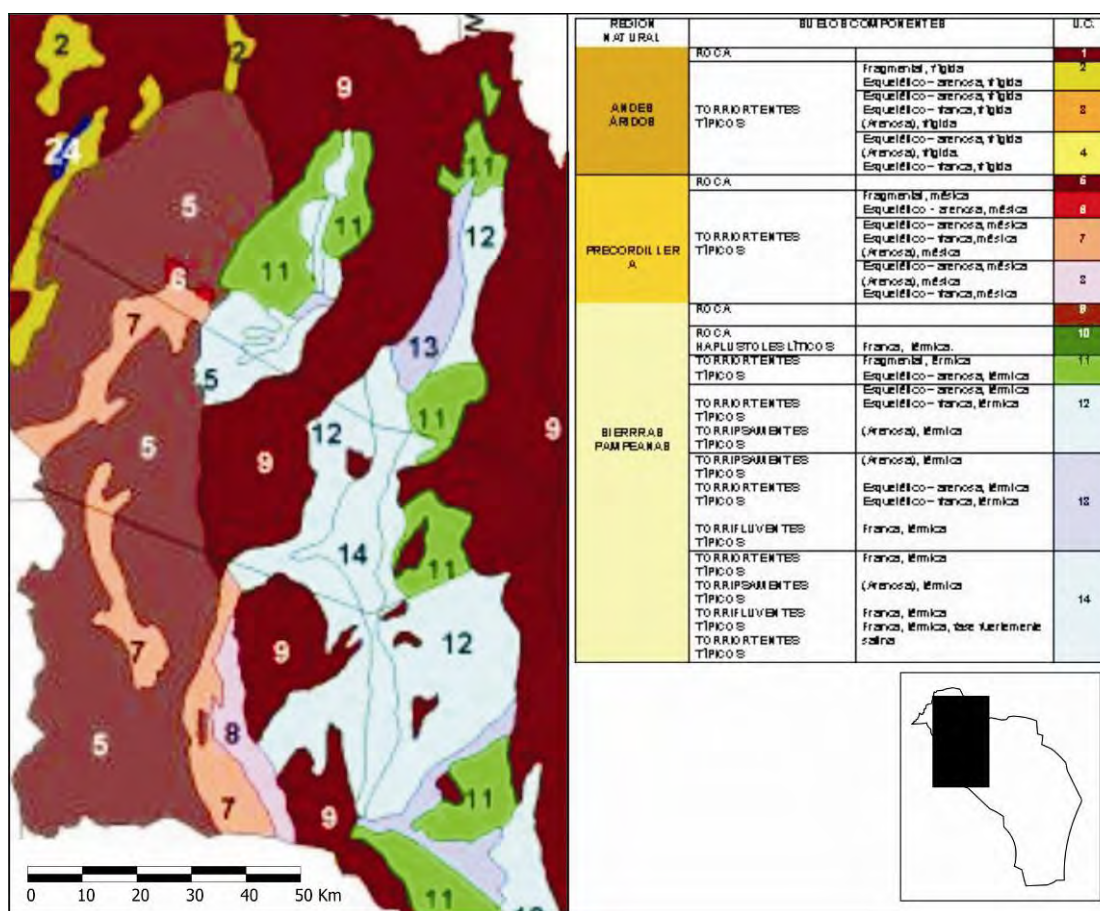 2
2
9
24
5
11
11
11
12
6
7
13
5
12
11
9
5
9
14
11
12
7
9
8
5
7
9
11
11
0 10 20 30 40 50 Km
REGION NATURAL SUELOS COMPONENTES U.C.
ROCA 1
ANDES ÁRIDOS
TORRIORTENTES TÍPICOS
Fragmental, frígida
Esquelético – arenosa, frígida
2
Esquelético – arenosa, frígida
Esquelético – franca, frígida
(Arenosa), frígida
3
Esquelético – arenosa, frígida
(Arenosa), frígida.
Esquelético – franca, frígida
4
PRECORDILLERA
ROCA 5
TORRIORTENTES TÍPICOS
Fragmental, mésica
Esquelético – arenosa, mésica
6
Esquelético – arenosa, mésica
Esquelético – franca, mésica
(Arenosa), mésica
7
Esquelético – arenosa, mésica
(Arenosa), mésica
Esquelético – franca, mésica
8
SIERRRAS PAMPEANAS
ROCA 9
ROCA
HAPLUSTOLES LÍTICOS Franca, térmica.
10
TORRIORTENTES TÍPICOS
Fragmental, érmica
Esquelético – arenosa, térmica
11
TORRIORTENTES TÍPICOS
Esquelético – arenosa, térmica
Esquelético – franca, térmica
TORRIPSAMENTES TÍPICOS
(Arenosa), térmica
12
TORRIPSAMENTES TÍPICOS
(Arenosa), térmica
TORRIORTENTES TÍPICOS
Esquelético – arenosa, térmica
Esquelético – franca, térmica
TORRIFLUVENTES TÍPICOS
Franca, térmica
13
TORRIORTENTES TÍPICOS
Franca, térmica
TORRIPSAMENTES TÍPICOS
(Arenosa), térmica
TORRIFLUVENTES TÍPICOS
Franca, térmica
TORRIORTENTES TÍPICOS
Franca, térmica, fase fuertemente salina
14